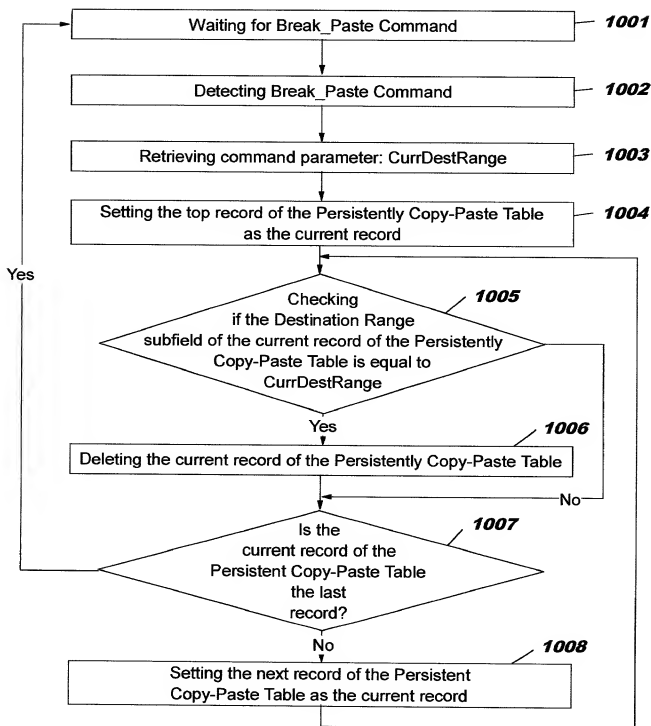 Waiting for Break_Paste Command
1001
Detecting Break_Paste Command
1002
Retrieving command parameter: CurrDestRange
1003
Setting the top record of the Persistently Copy-Paste Table
as the current record
1004
Yes
Checking
if the Destination Range
subfield of the current record of the Persistently
Copy-Paste Table is equal to
CurrDestRange
1005
Yes
1006
Deleting the current record of the Persistently Copy-Paste Table
No
1007
Is the
current record of the
Persistent Copy-Paste Table
the last
record?
No
1008
Setting the next record of the Persistent
Copy-Paste Table as the current record